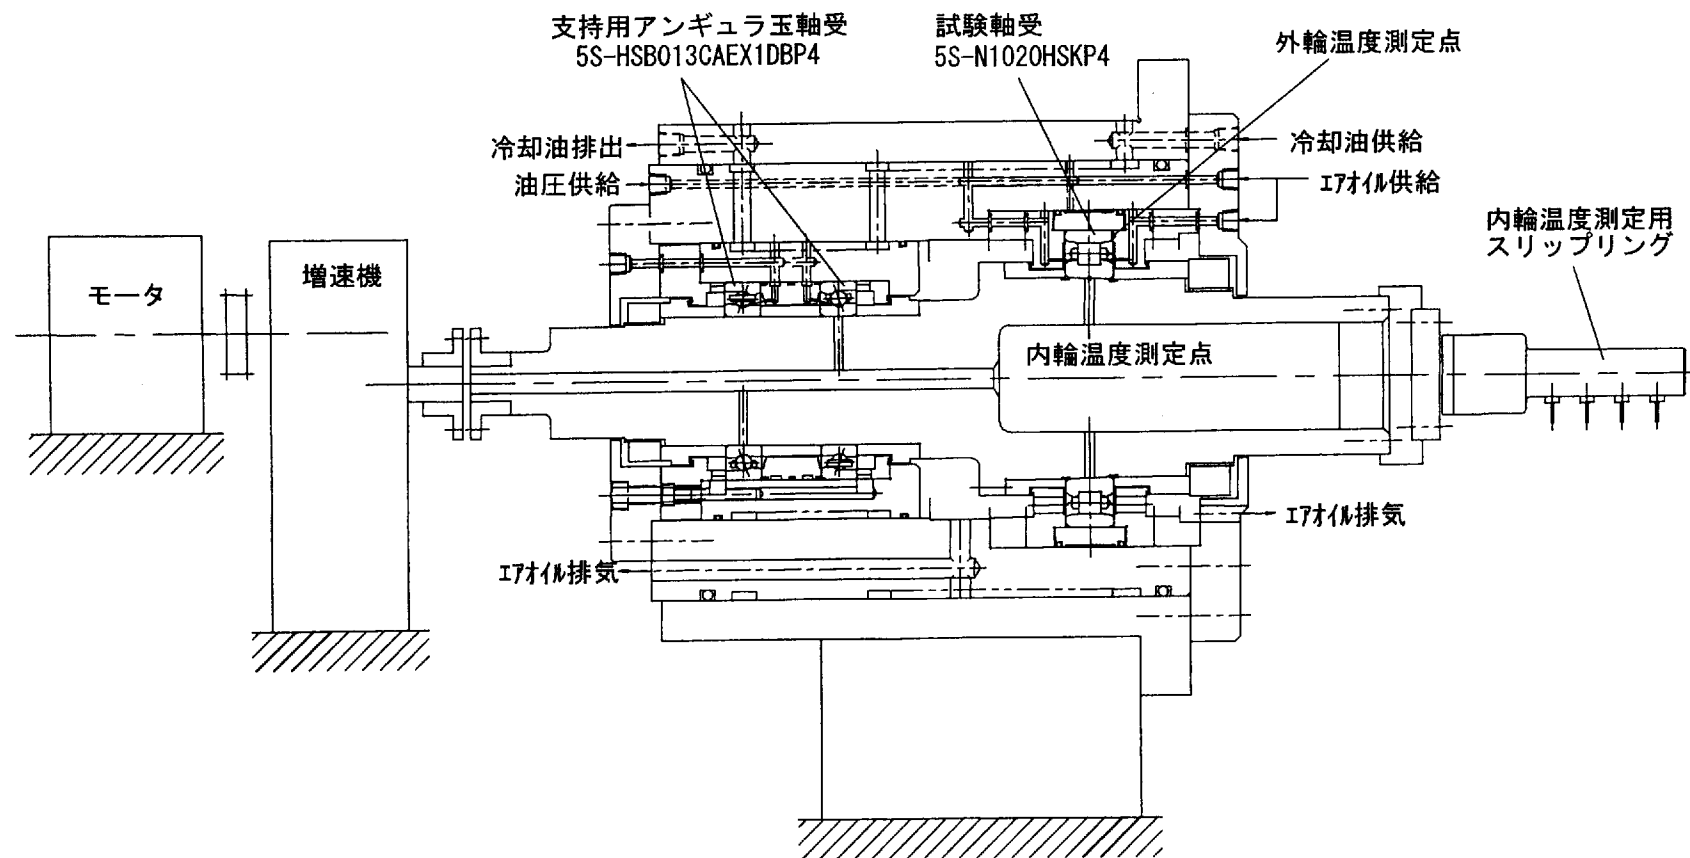 支持用アンギュラ玉軸受
5S-HSB013CAEX1DBP4
試験軸受
5S-N1020HSKP4
外輪温度測定点
冷却油排出
冷却油供給
油圧供給
ｴｱｵｲﾙ供給
内輪温度測定用
スリップリング
モータ
増速機
内輪温度測定点
ｴｱｵｲﾙ排気
ｴｱｵｲﾙ排気